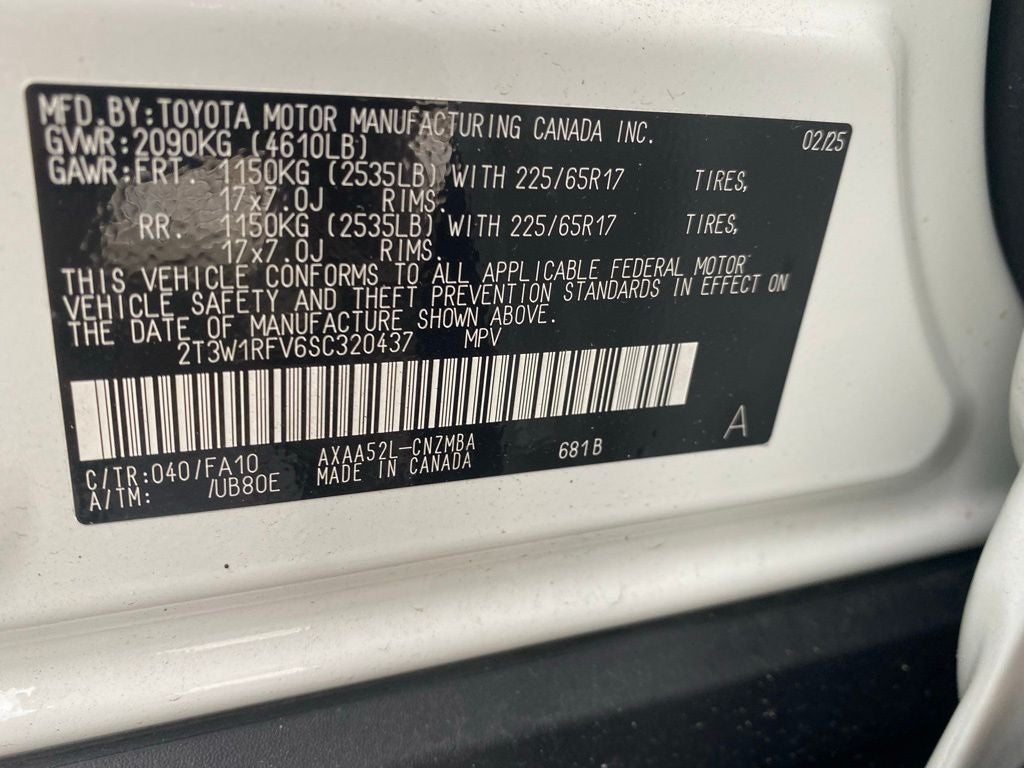 MFD.BY:TOYOTA MOTOR MANUFACTURING CANADA INC. 02/25
GVWR:2090KG (4610LB)
GAWR:FRT. 1150KG (2535LB) WITH 225/65R17 TIRES,
17x7.0J RIMS.
RR. 1150KG (2535LB) WITH 225/65R17 TIRES,
17x7.0J RIMS.
THIS VEHICLE CONFORMS TO ALL APPLICABLE FEDERAL MOTOR
VEHICLE SAFETY AND THEFT PREVENTION STANDARDS IN EFFECT ON
THE DATE OF MANUFACTURE SHOWN ABOVE.
2T3W1RFV6SC320437 MPV
A
C/TR:040/FA10 AXAA52L-CNZMBA 681B
A/TM: /UB80E MADE IN CANADA